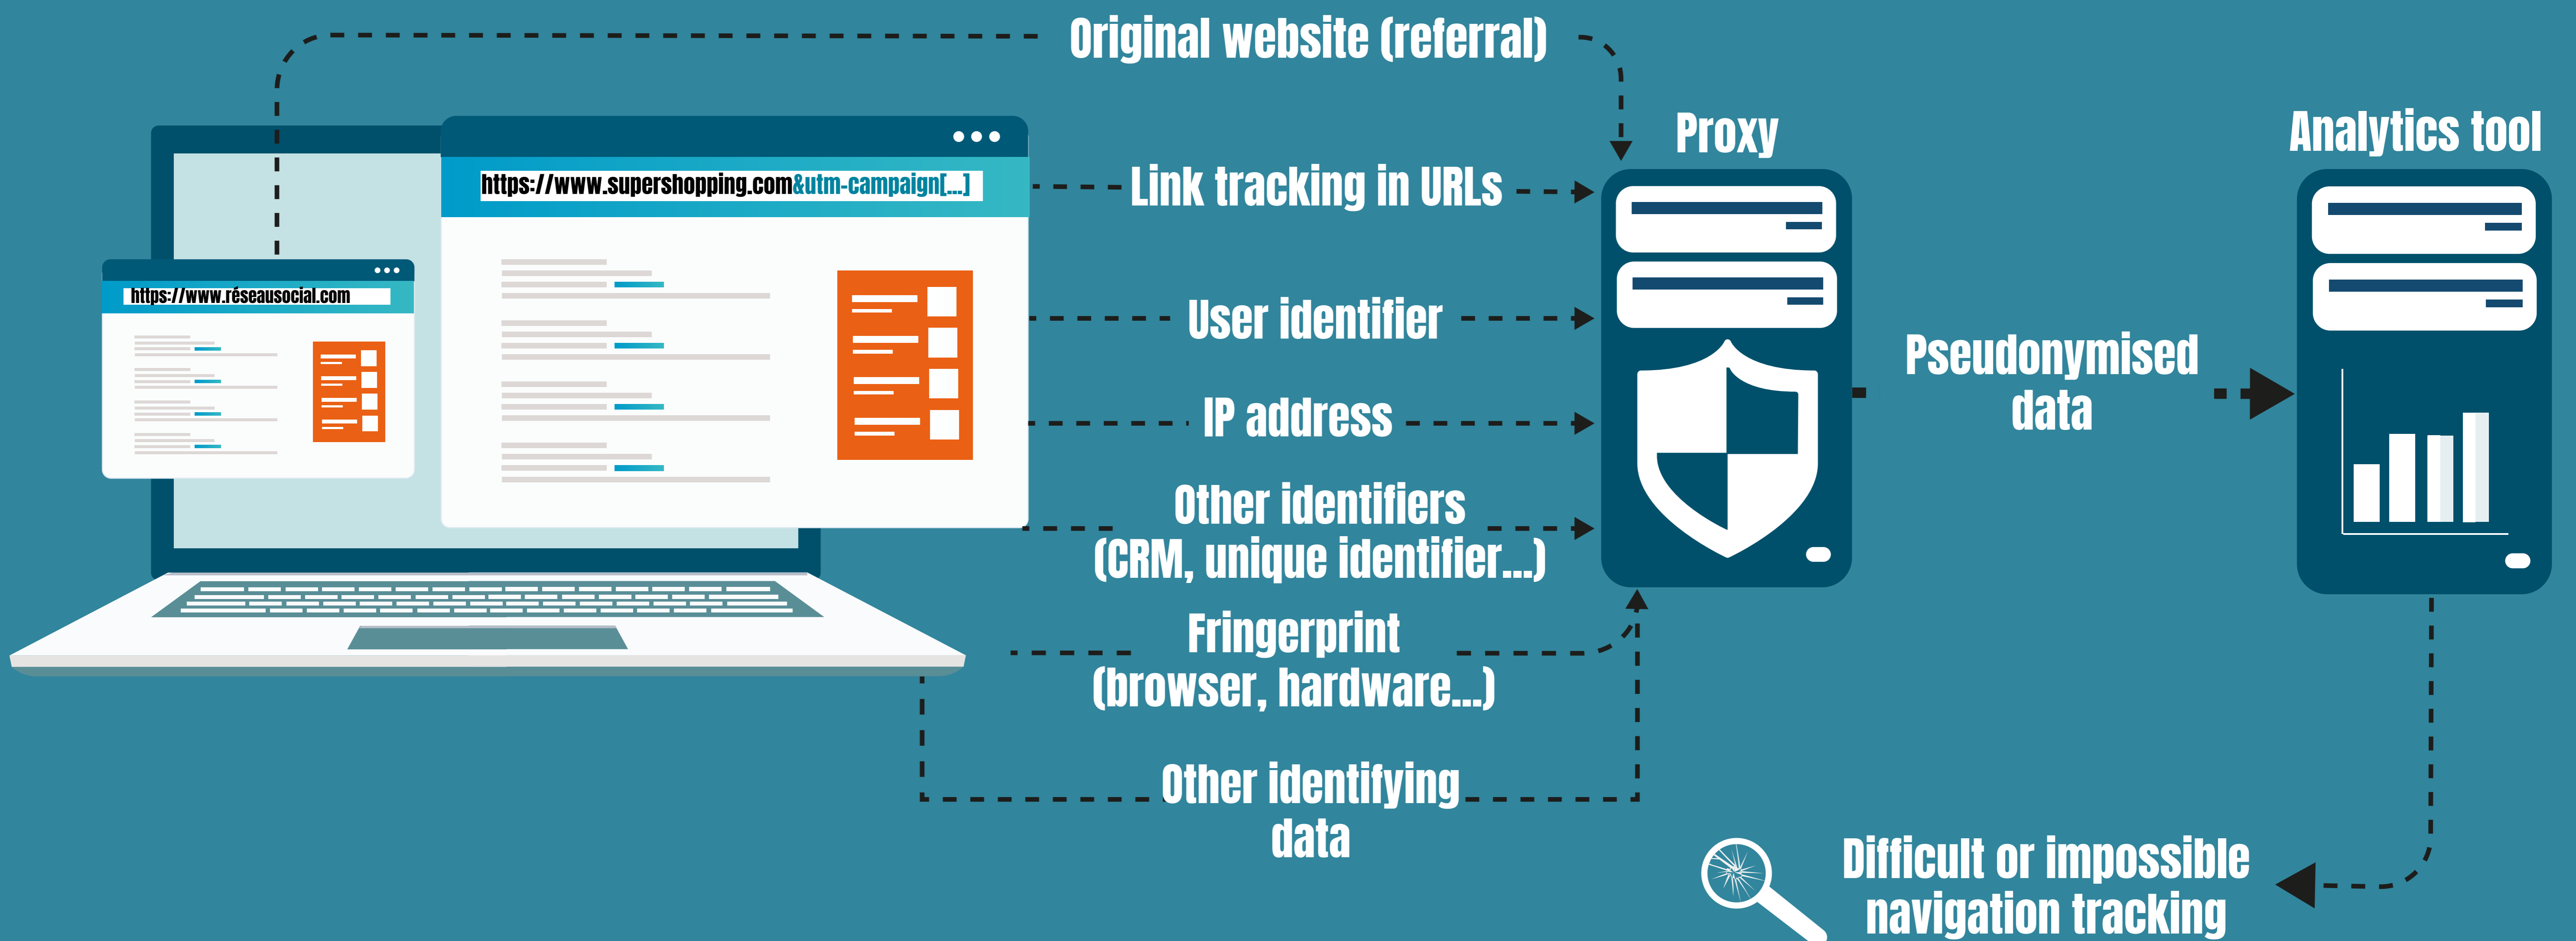 Original website (referral)
Proxy
Analytics tool
https://www.supershopping.com&utm-campaign[...]
Link tracking in URLs
https://www.réseausocial.com
User identifier
Pseudonymised
data
IP address
Other identifiers
(CRM, unique identifier....)
Fringerprint
(browser, hardware....)
Other identifying
data
Difficult or impossible
navigation tracking